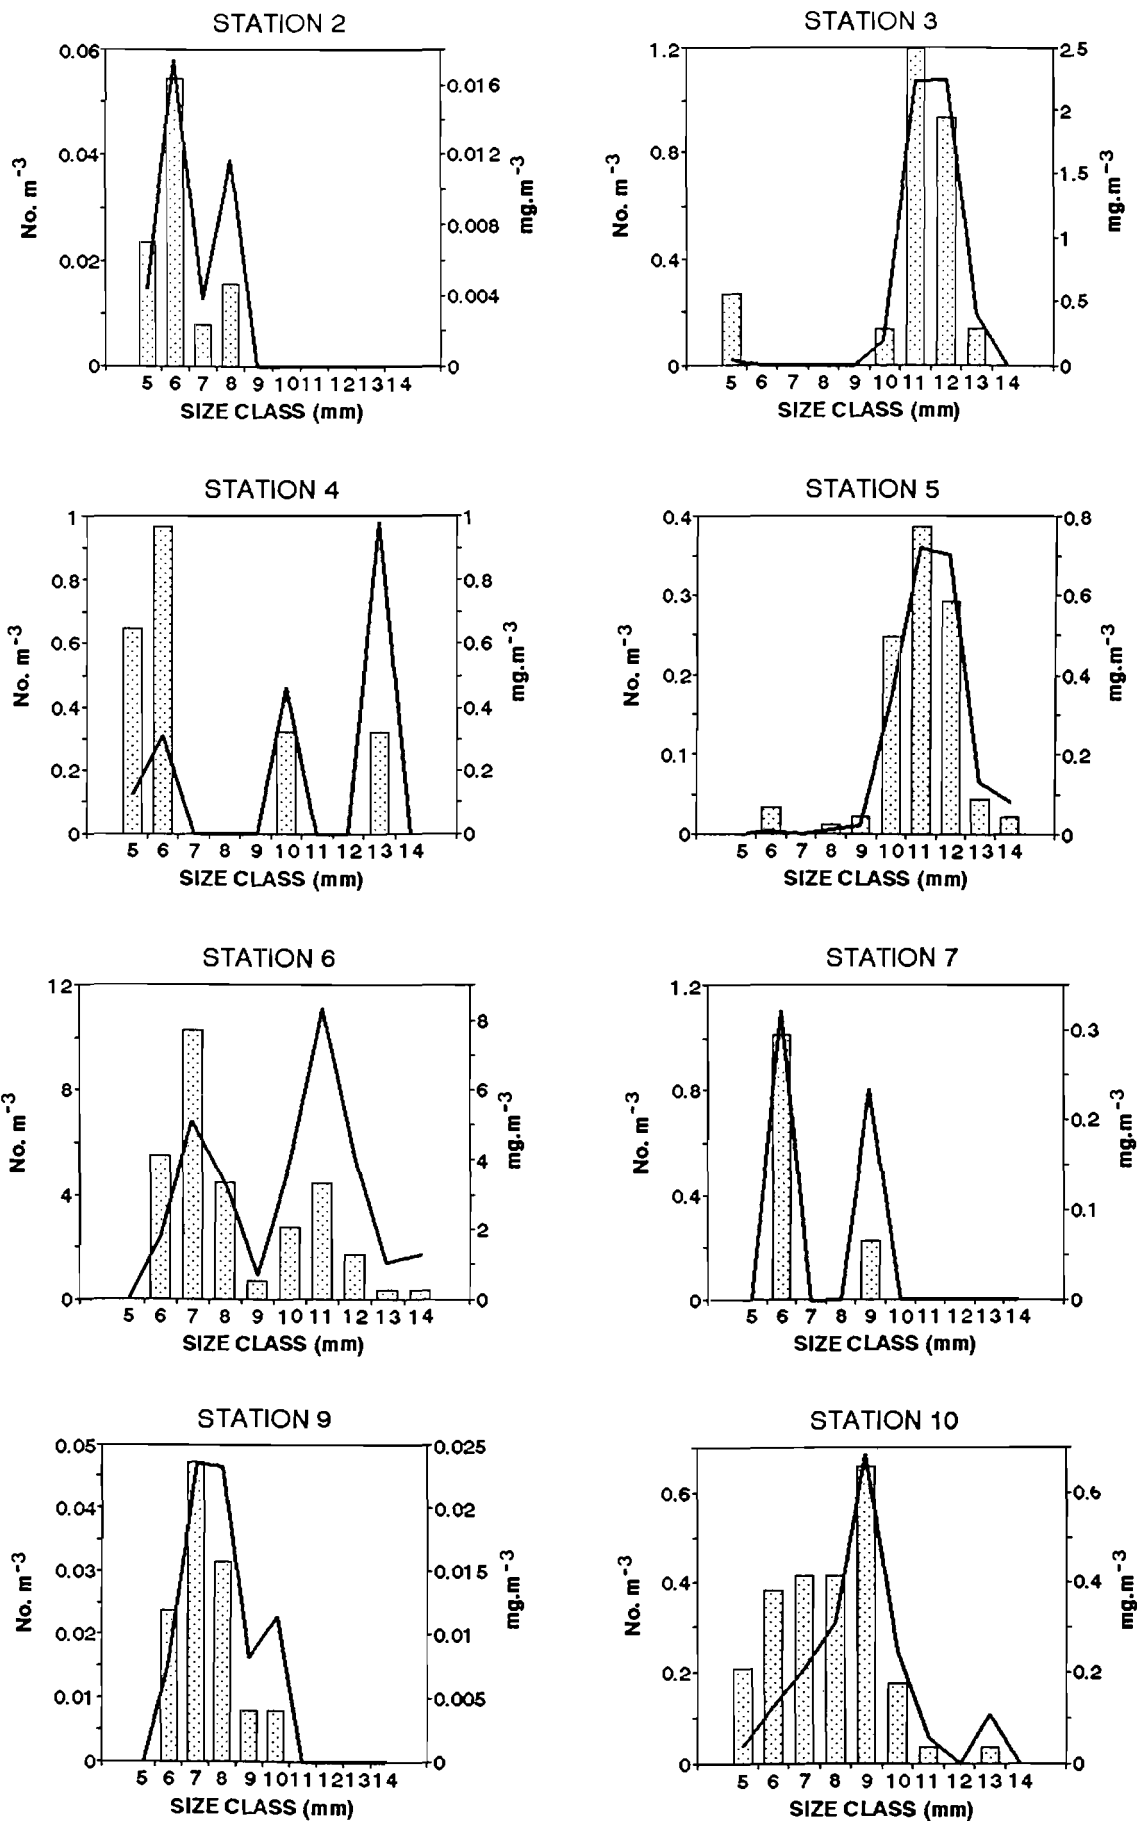 STATION 2
0.06
0.04
0.02
0
No. m⁻³
0.016
0.012
0.008
0.004
0
mg.m⁻³
5 6 7 8 9 10 11 12 13 14
SIZE CLASS (mm)
STATION 3
1.2
0.8
0.4
0
No. m⁻³
2.5
2
1.5
1
0.5
0
mg.m⁻³
5 6 7 8 9 10 11 12 13 14
SIZE CLASS (mm)
STATION 4
1
0.8
0.6
0.4
0.2
0
No. m⁻³
1
0.8
0.6
0.4
0.2
0
mg.m⁻³
5 6 7 8 9 10 11 12 13 14
SIZE CLASS (mm)
STATION 5
0.4
0.3
0.2
0.1
0
No. m⁻³
0.8
0.6
0.4
0.2
0
mg.m⁻³
5 6 7 8 9 10 11 12 13 14
SIZE CLASS (mm)
STATION 6
12
8
4
0
No. m⁻³
8
6
4
2
0
mg.m⁻³
5 6 7 8 9 10 11 12 13 14
SIZE CLASS (mm)
STATION 7
1.2
0.8
0.4
0
No. m⁻³
0.3
0.2
0.1
0
mg.m⁻³
5 6 7 8 9 10 11 12 13 14
SIZE CLASS (mm)
STATION 9
0.05
0.04
0.03
0.02
0.01
0
No. m⁻³
0.025
0.02
0.015
0.01
0.005
0
mg.m⁻³
5 6 7 8 9 10 11 12 13 14
SIZE CLASS (mm)
STATION 10
0.6
0.4
0.2
0
No. m⁻³
0.6
0.4
0.2
0
mg.m⁻³
5 6 7 8 9 10 11 12 13 14
SIZE CLASS (mm)